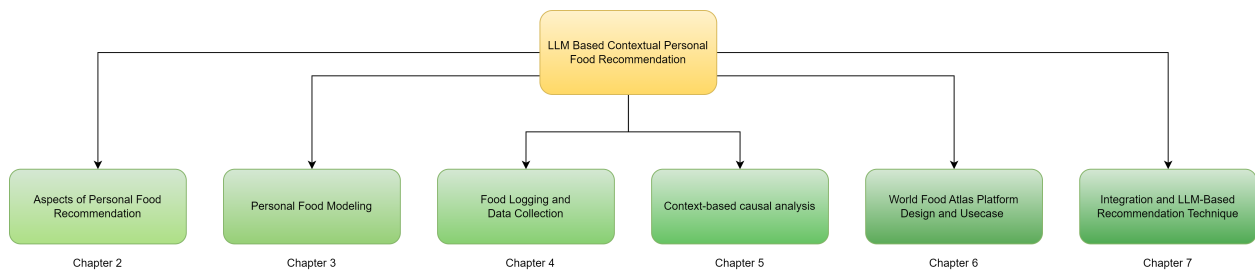 LLM Based Contextual Personal
Food Recommendation
Aspects of Personal Food
Recommendation
Personal Food Modeling
Food Logging and
Data Collection
Context-based causal analysis
World Food Atlas Platform
Design and Usecase
Integration and LLM-Based
Recommendation Technique
Chapter 2
Chapter 3
Chapter 4
Chapter 5
Chapter 6
Chapter 7